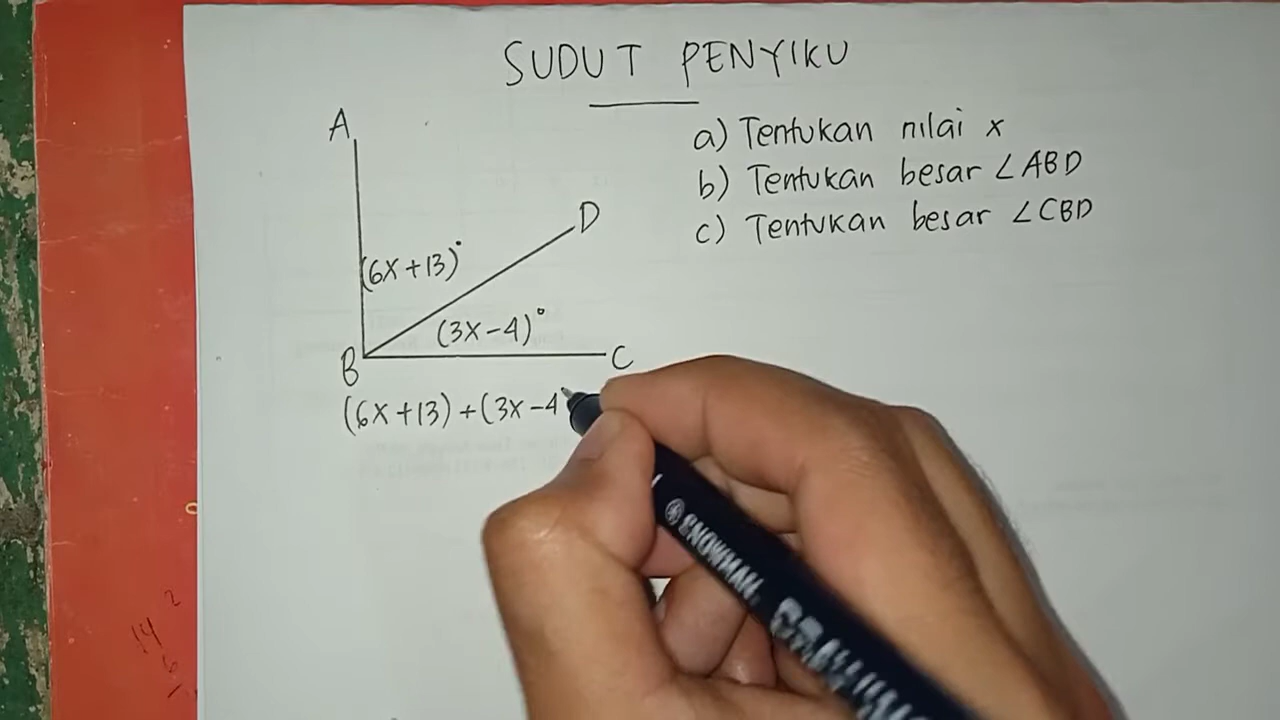 SUDUT PENYIKU
A
a) Tentukan nilai x
b) Tentukan besar ∠ABD
c) Tentukan besar ∠CBD
D
(6x+13)°
(3x-4)°
B
C
(6x+13)+(3x-4
SNOWMAN
14